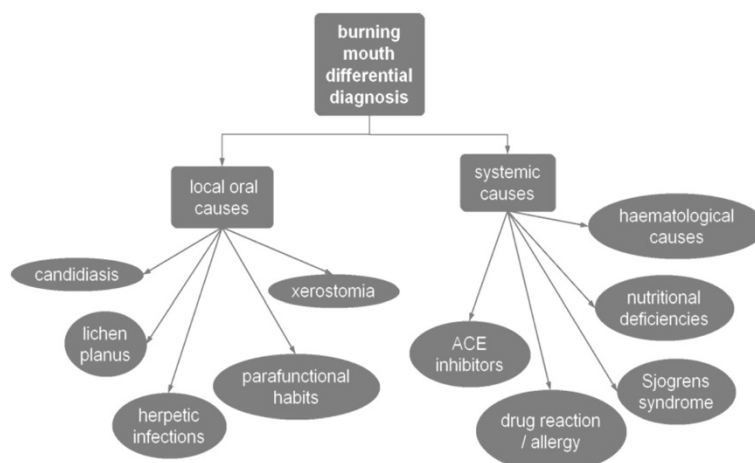 burning
mouth
differential
diagnosis
local oral
causes
systemic
causes
candidiasis
lichen
planus
herpetic
infections
parafunctional
habits
xerostomia
ACE
inhibitors
drug reaction
/ allergy
Sjogrens
syndrome
nutritional
deficiencies
haematological
causes